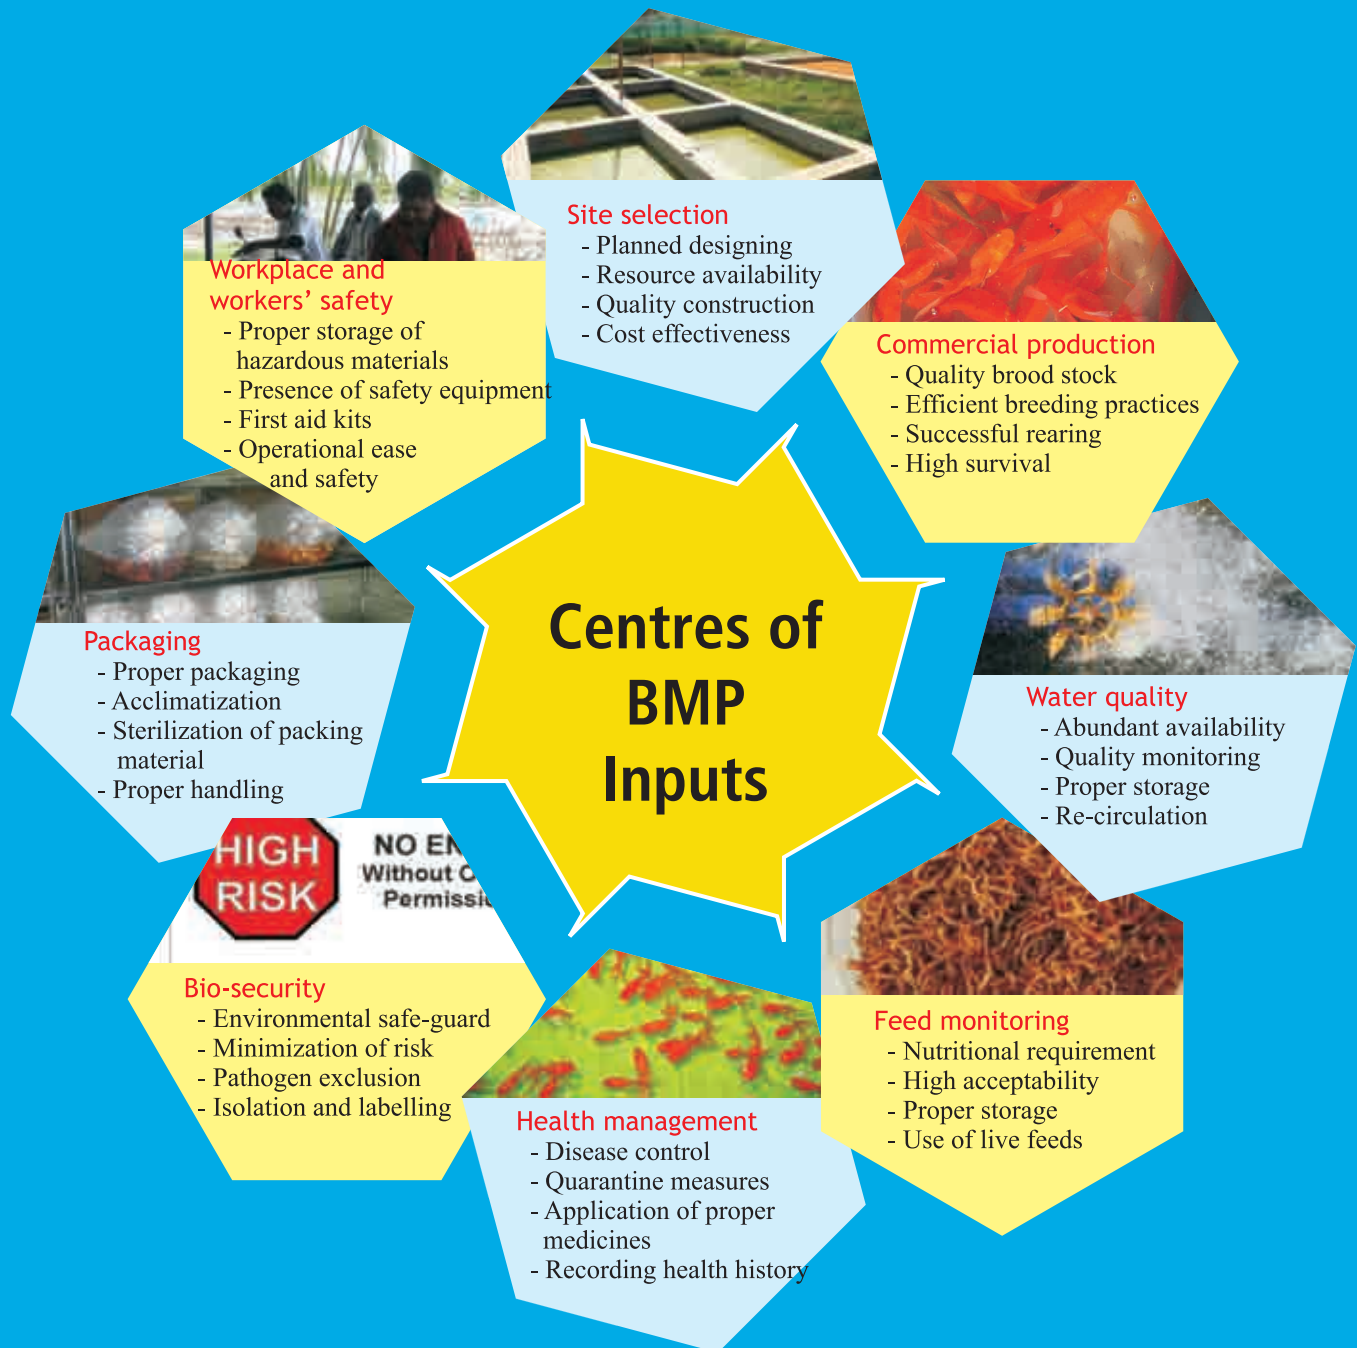 Site selection
- Planned designing
- Resource availability
- Quality construction
- Cost effectiveness
Commercial production
- Quality brood stock
- Efficient breeding practices
- Successful rearing
- High survival
Water quality
- Abundant availability
- Quality monitoring
- Proper storage
- Re-circulation
Feed monitoring
- Nutritional requirement
- High acceptability
- Proper storage
- Use of live feeds
Health management
- Disease control
- Quarantine measures
- Application of proper
medicines
- Recording health history
HIGH
RISK
NO
Without
Bio-security
- Environmental safe-guard
- Minimization of risk
- Pathogen exclusion
- Isolation and labelling
Packaging
- Proper packaging
- Acclimatization
- Sterilization of packing
material
- Proper handling
Workplace and
workers’ safety
- Proper storage of
hazardous materials
- Presence of safety equipment
- First aid kits
- Operational ease
and safety
Centres of
BMP
Inputs